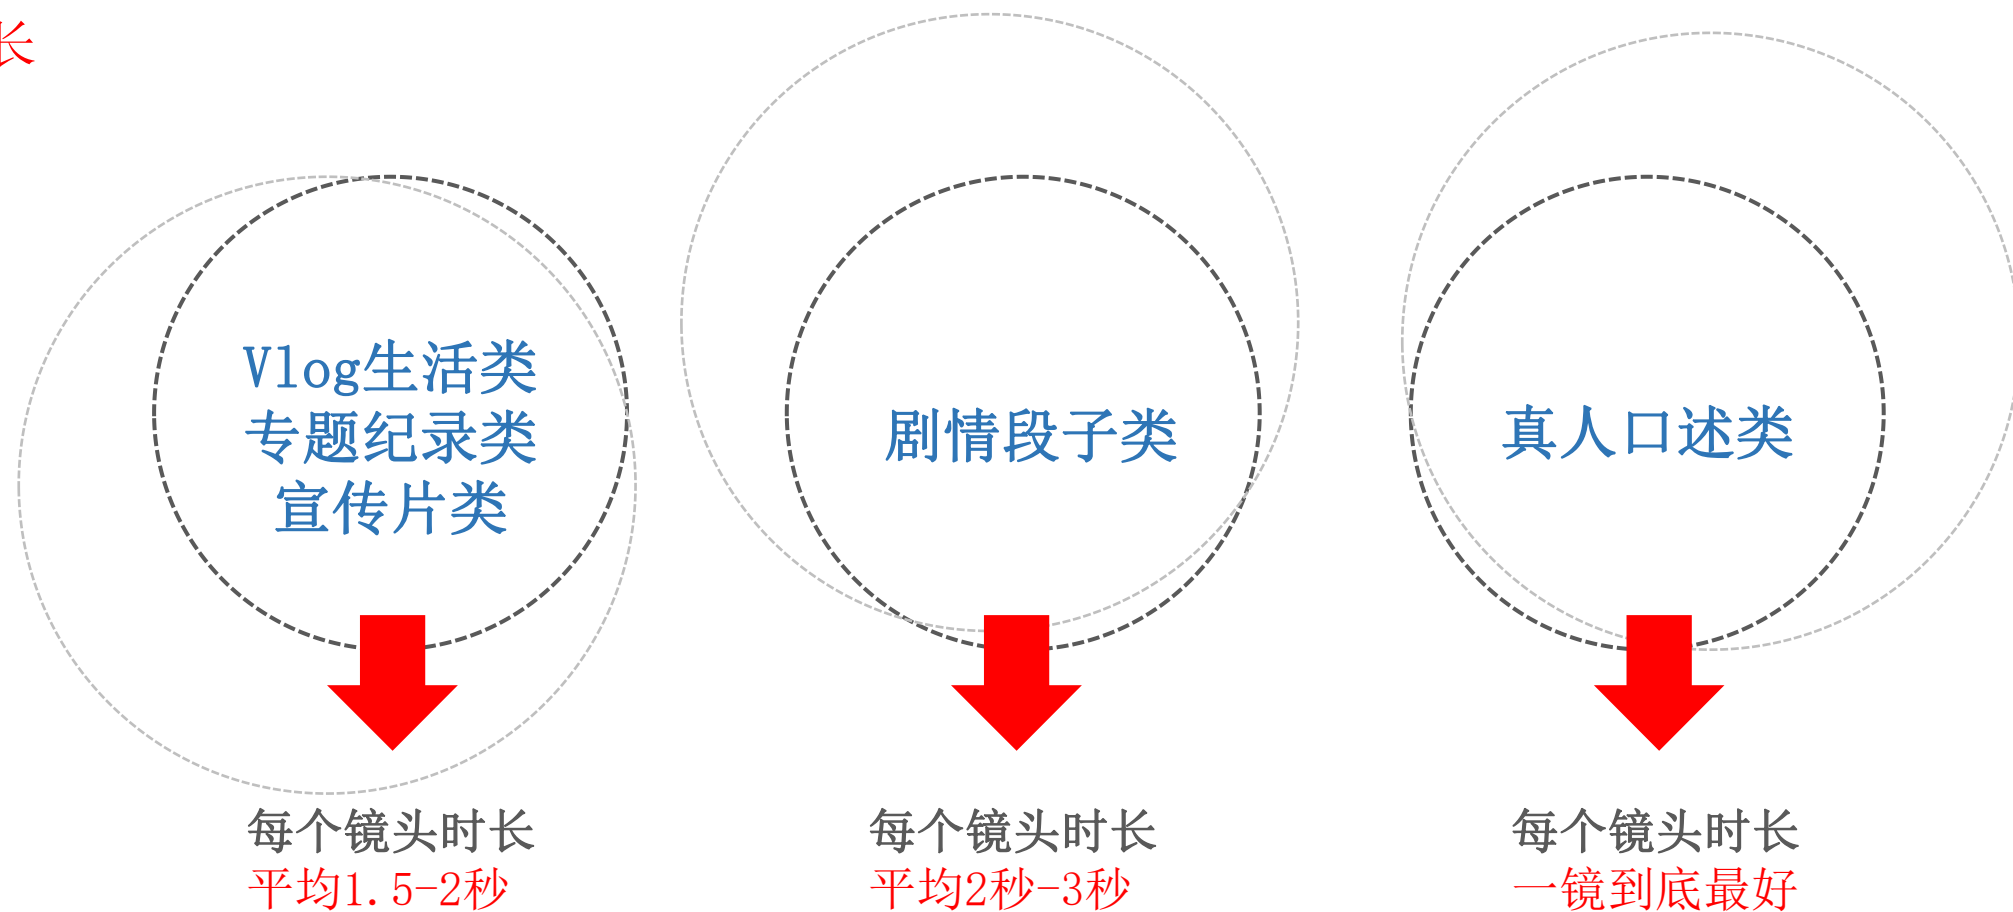 长
Vlog生活类
专题纪录类
宣传片类
剧情段子类
真人口述类
每个镜头时长
平均1.5-2秒
每个镜头时长
平均2秒-3秒
每个镜头时长
一镜到底最好